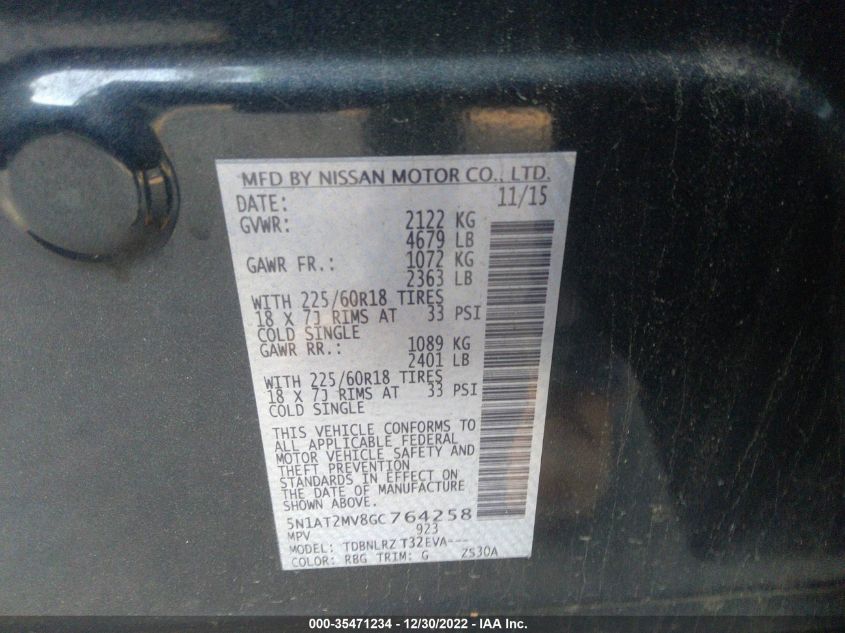 MFD BY NISSAN MOTOR CO., LTD.
DATE: 11/15
GVWR: 2122 KG
4679 LB
GAWR FR.: 1072 KG
2363 LB
WITH 225/60R18 TIRES
18 X 7J RIMS AT 33 PSI
COLD SINGLE
GAWR RR.: 1089 KG
2401 LB
WITH 225/60R18 TIRES
18 X 7J RIMS AT 33 PSI
COLD SINGLE
THIS VEHICLE CONFORMS TO
ALL APPLICABLE FEDERAL
MOTOR VEHICLE SAFETY AND
THEFT PREVENTION
STANDARDS IN EFFECT ON
THE DATE OF MANUFACTURE
SHOWN ABOVE.
5N1AT2MV8GC764258
MPV 923
MODEL: TDBNLRZ T32EVA---
COLOR: RBG TRIM: G ZS30A
000-35471234 - 12/30/2022 - IAA Inc.